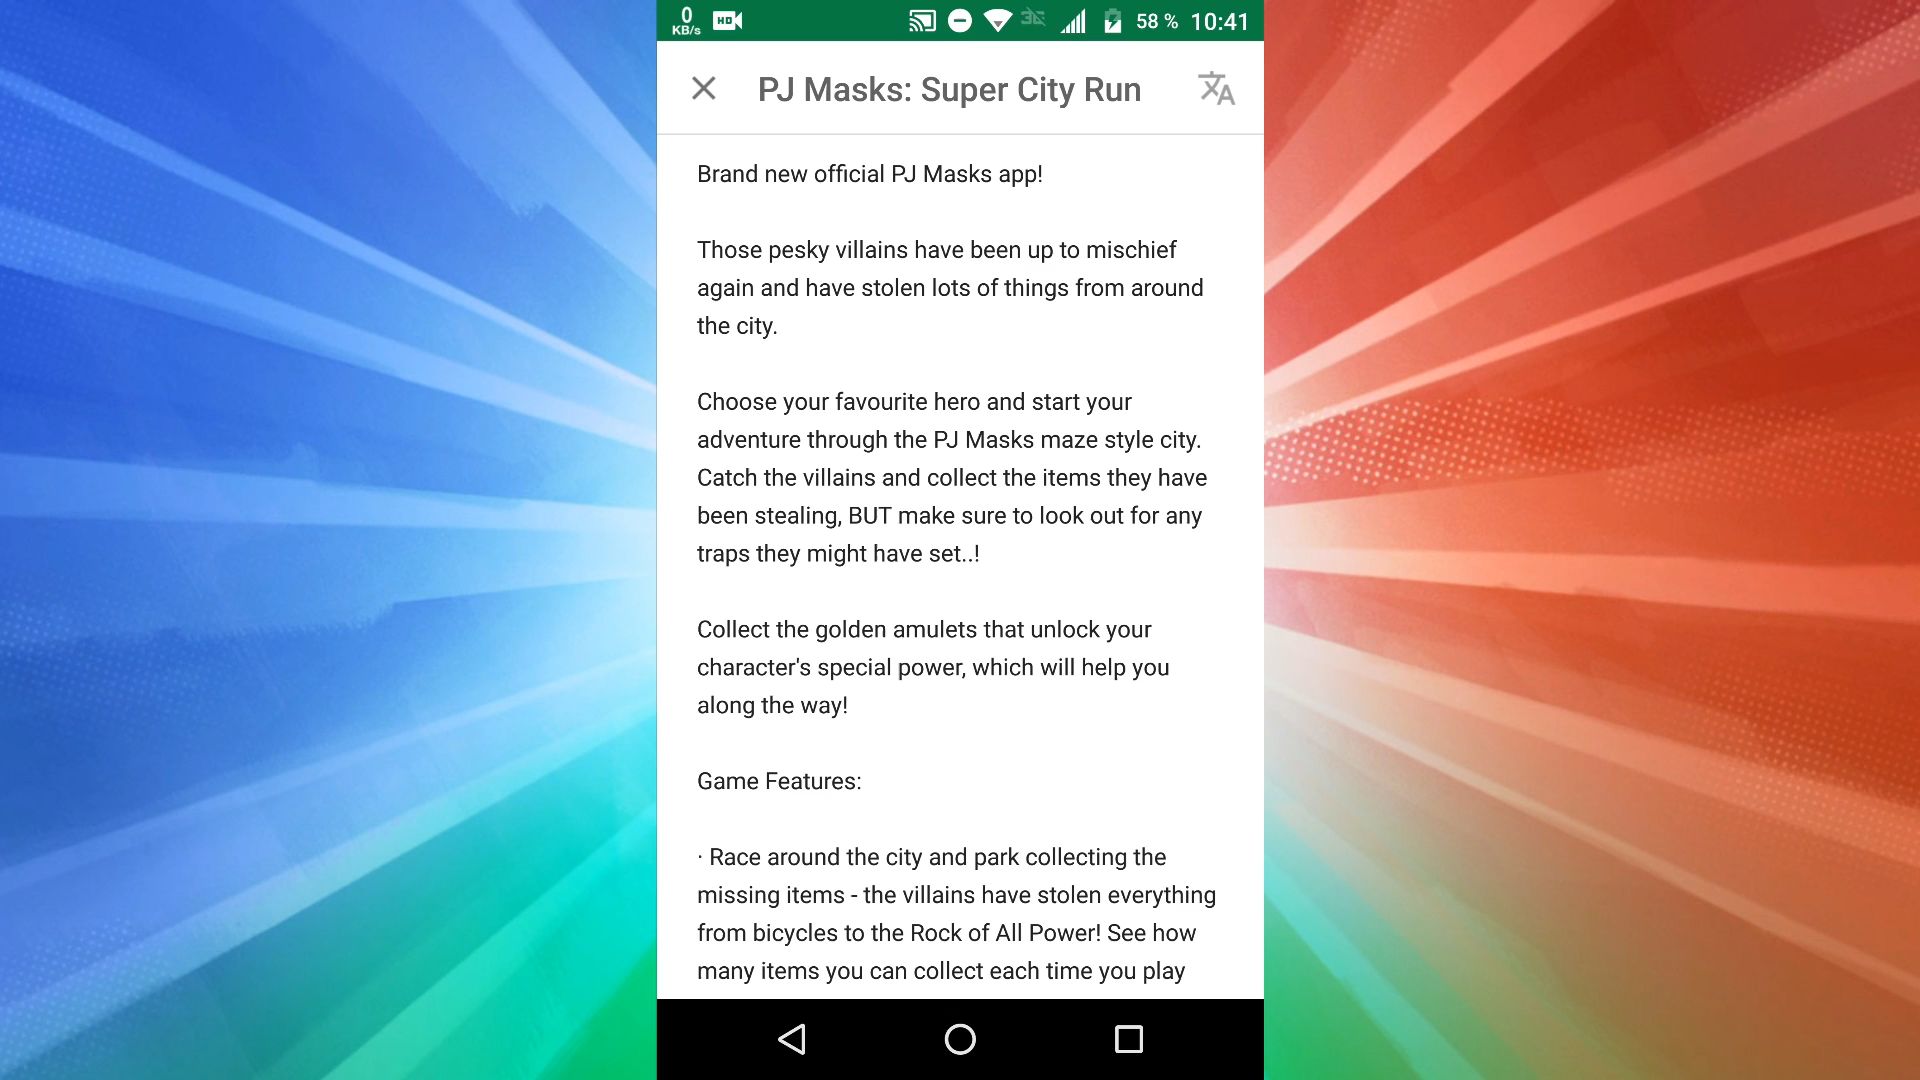 0
KB/s
HD
58 %
10:41
PJ Masks: Super City Run
Brand new official PJ Masks app!
Those pesky villains have been up to mischief
again and have stolen lots of things from around
the city.
Choose your favourite hero and start your
adventure through the PJ Masks maze style city.
Catch the villains and collect the items they have
been stealing, BUT make sure to look out for any
traps they might have set..!
Collect the golden amulets that unlock your
character's special power, which will help you
along the way!
Game Features:
· Race around the city and park collecting the
missing items - the villains have stolen everything
from bicycles to the Rock of All Power! See how
many items you can collect each time you play